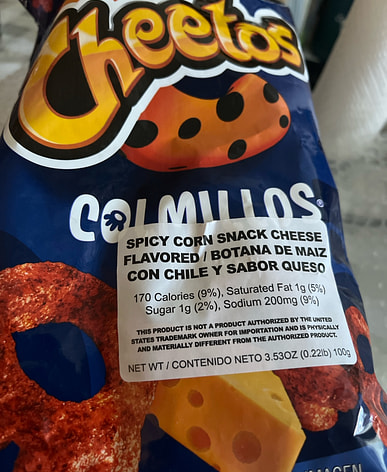 Cheetos
COLMILLOS®
SPICY CORN SNACK CHEESE
FLAVORED / BOTANA DE MAIZ
CON CHILE Y SABOR QUESO
170 Calories (9%), Saturated Fat 1g (5%)
Sugar 1g (2%), Sodium 200mg (9%)
THIS PRODUCT IS NOT A PRODUCT AUTHORIZED BY THE UNITED
STATES TRADEMARK OWNER FOR IMPORTATION AND IS PHYSICALLY
AND MATERIALLY DIFFERENT FROM THE AUTHORIZED PRODUCT.
NET WT / CONTENIDO NETO 3.53OZ (0.22lb) 100g